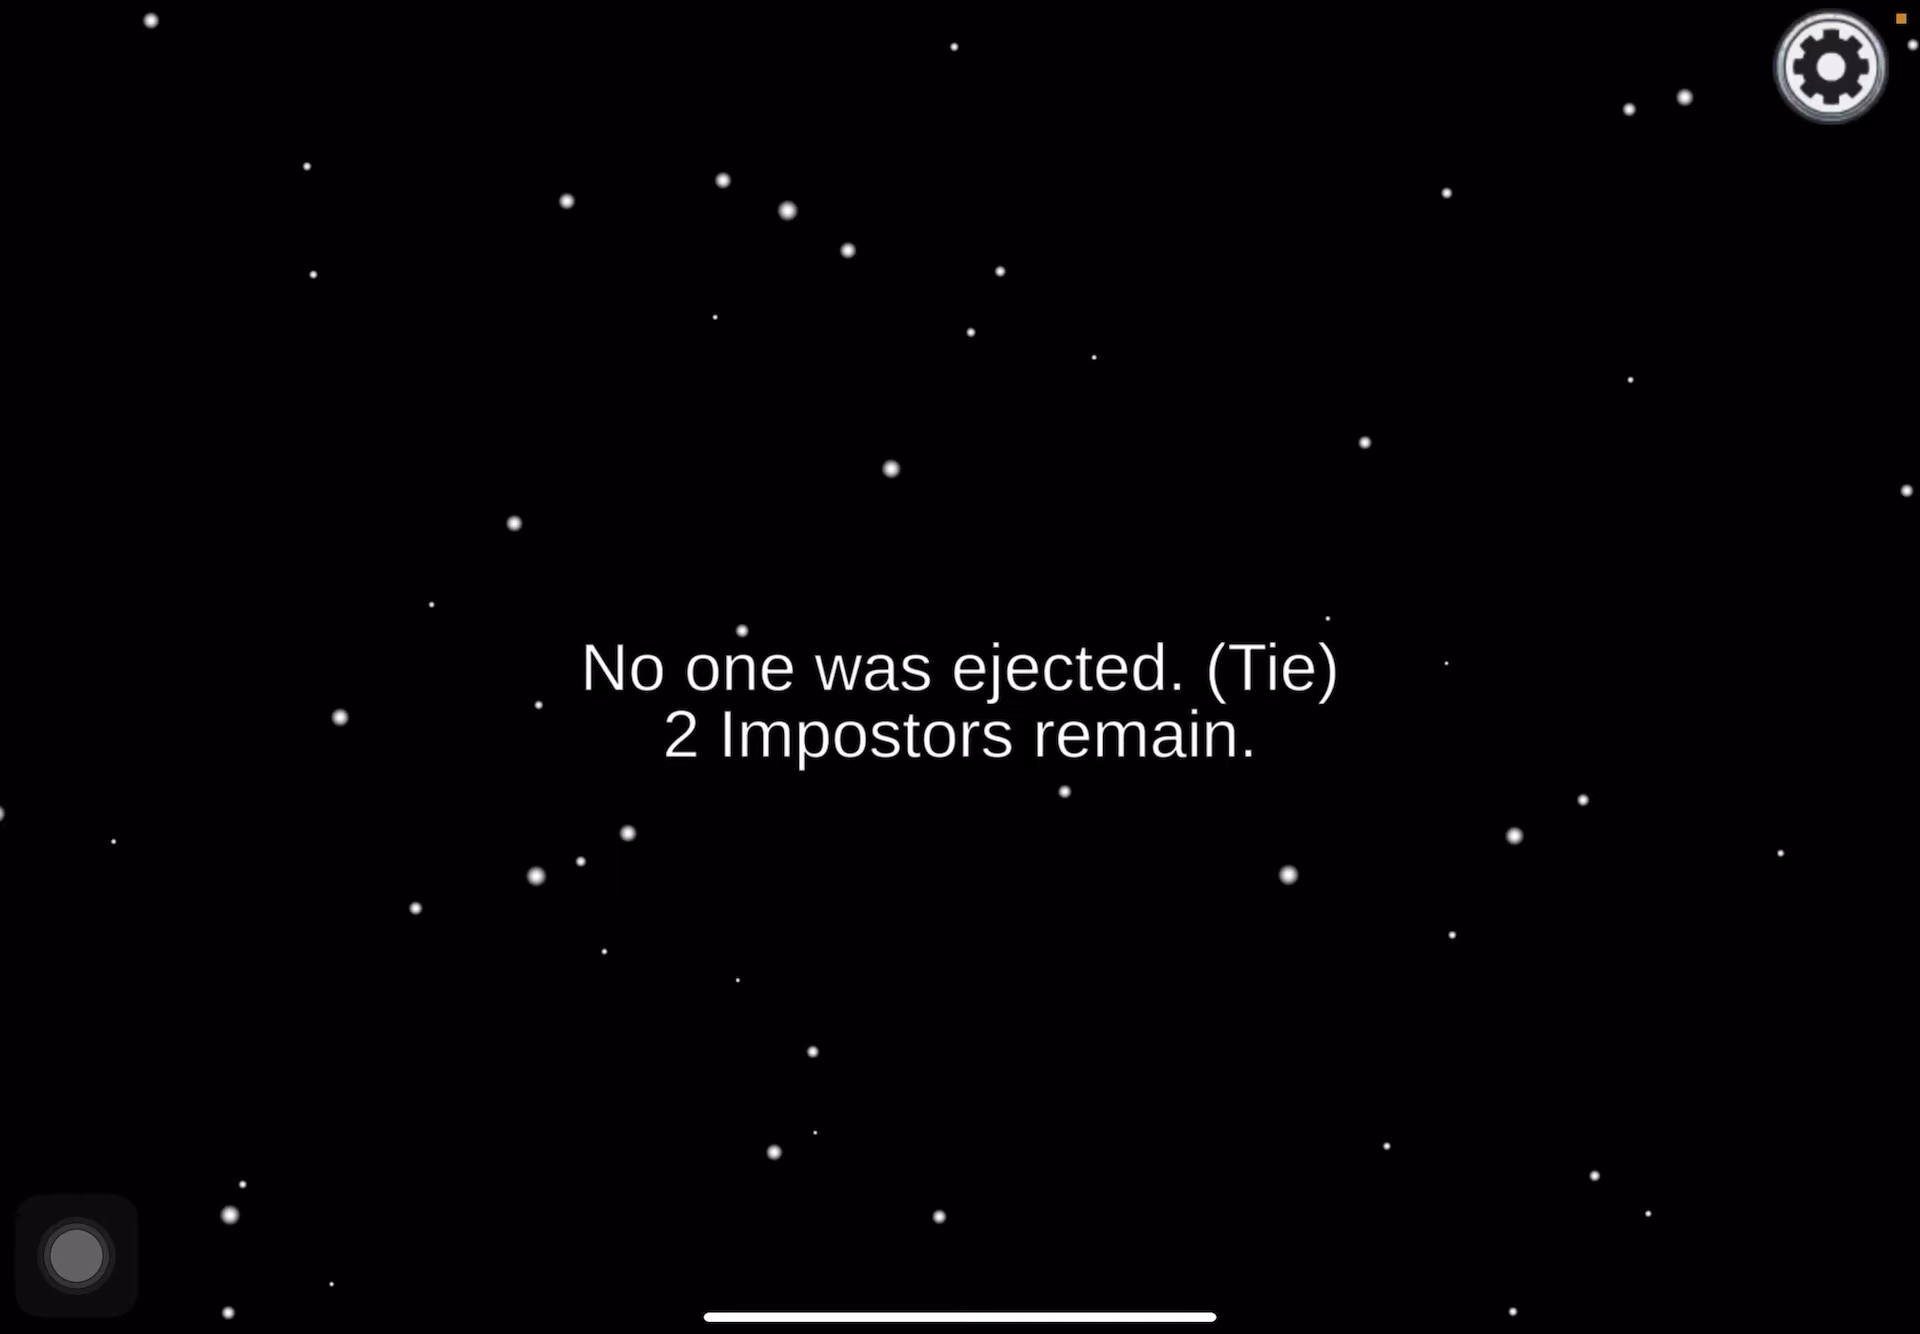 No one was ejected. (Tie)
2 Impostors remain.